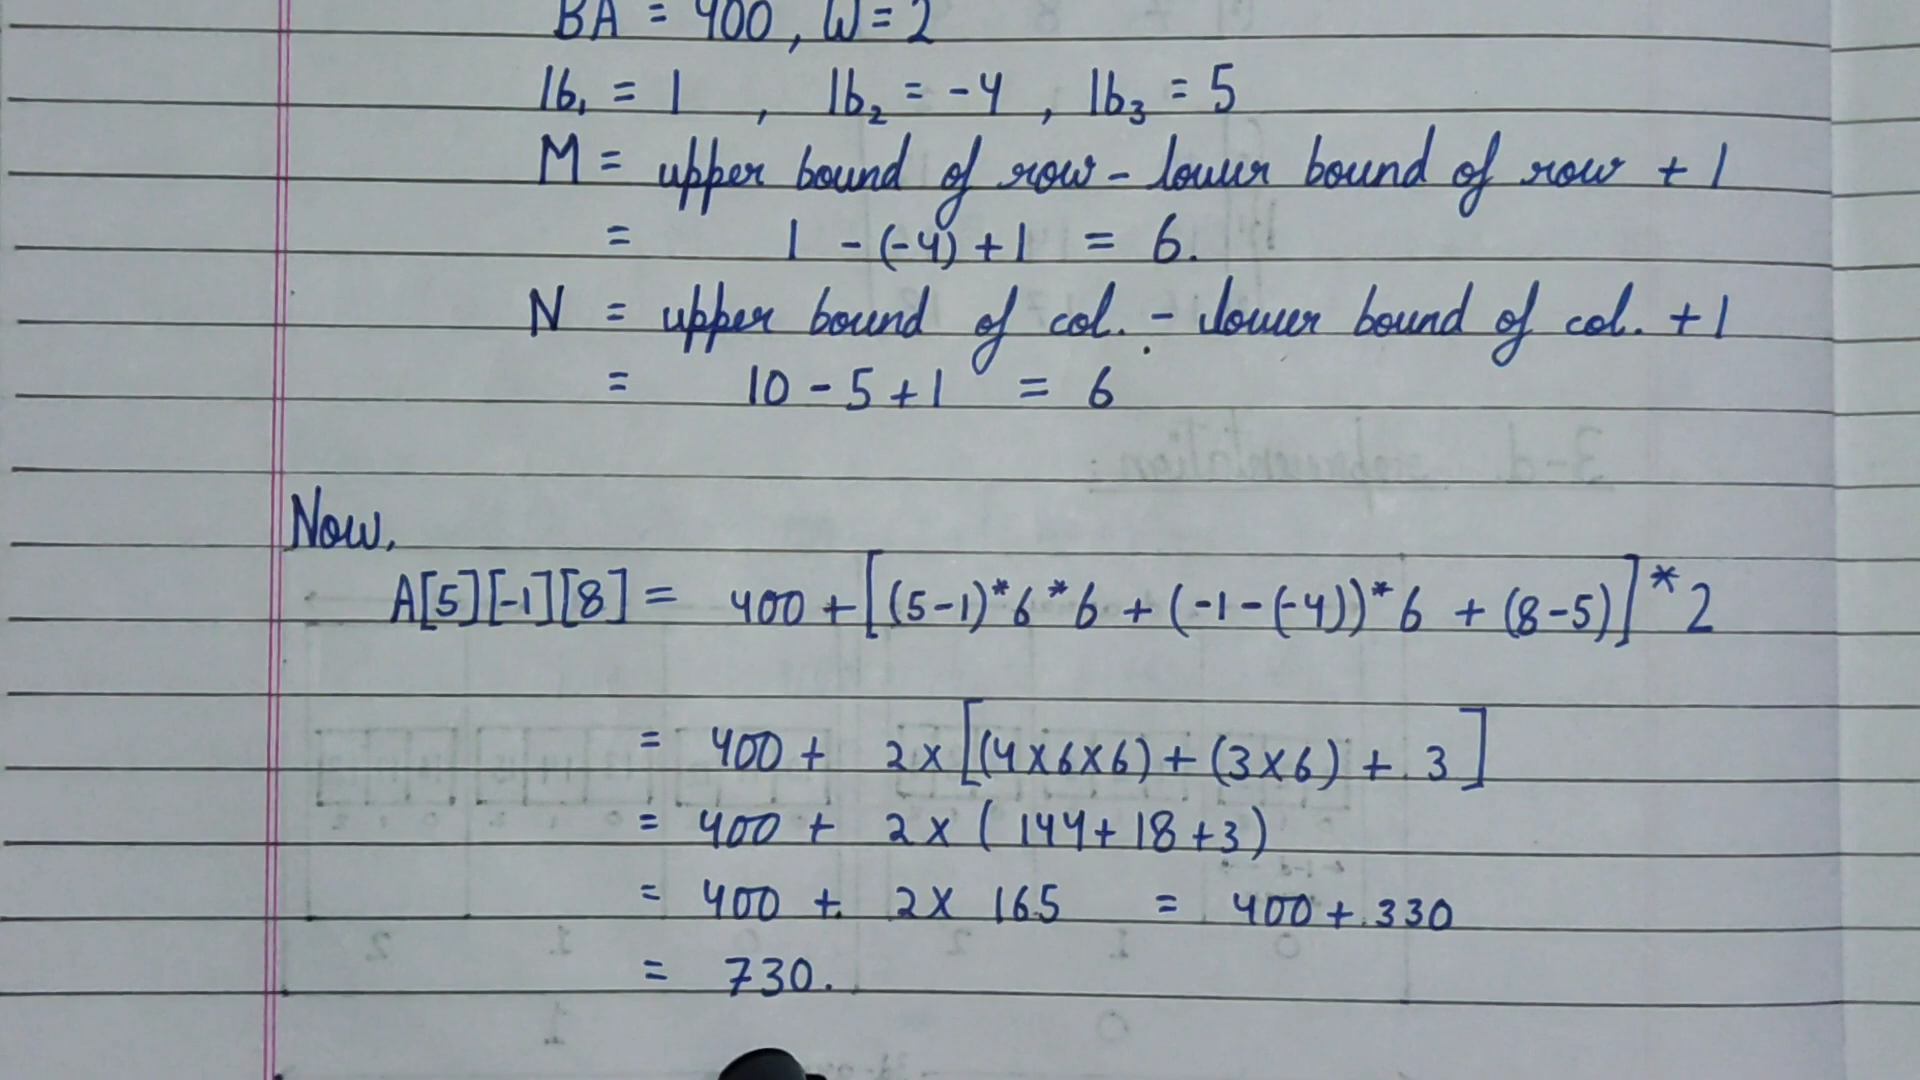 BA = 400, W = 2
lb₁ = 1 , lb₂ = -4 , lb₃ = 5
M = upper bound of row - lower bound of row + 1
= 1 - (-4) + 1 = 6.
N = upper bound of col. - lower bound of col. + 1
= 10 - 5 + 1 = 6
Now,
A[5][-1][8] = 400 + [(5-1)*6*6 + (-1-(-4))*6 + (8-5)]*2
= 400 + 2x[(4x6x6) + (3x6) + 3]
= 400 + 2x(144+18+3)
= 400 + 2x 165 = 400 + 330
= 730.